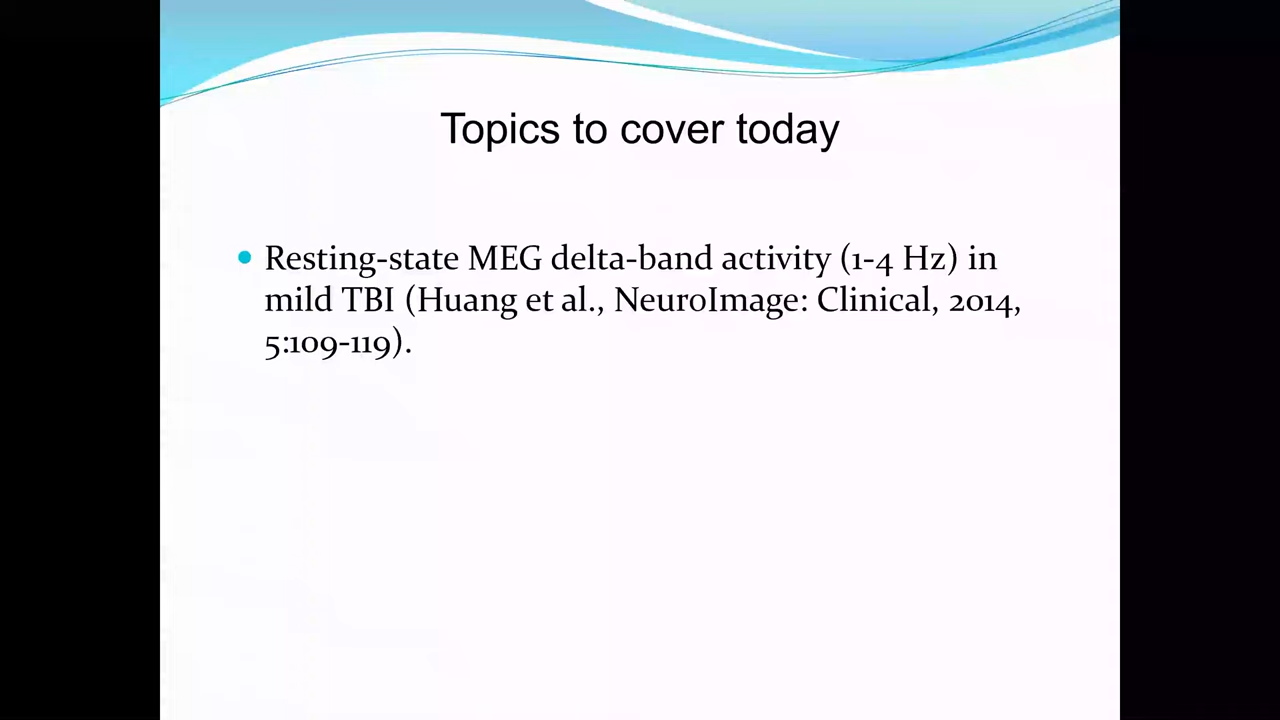 Topics to cover today
• Resting-state MEG delta-band activity (1-4 Hz) in
mild TBI (Huang et al., NeuroImage: Clinical, 2014,
5:109-119).